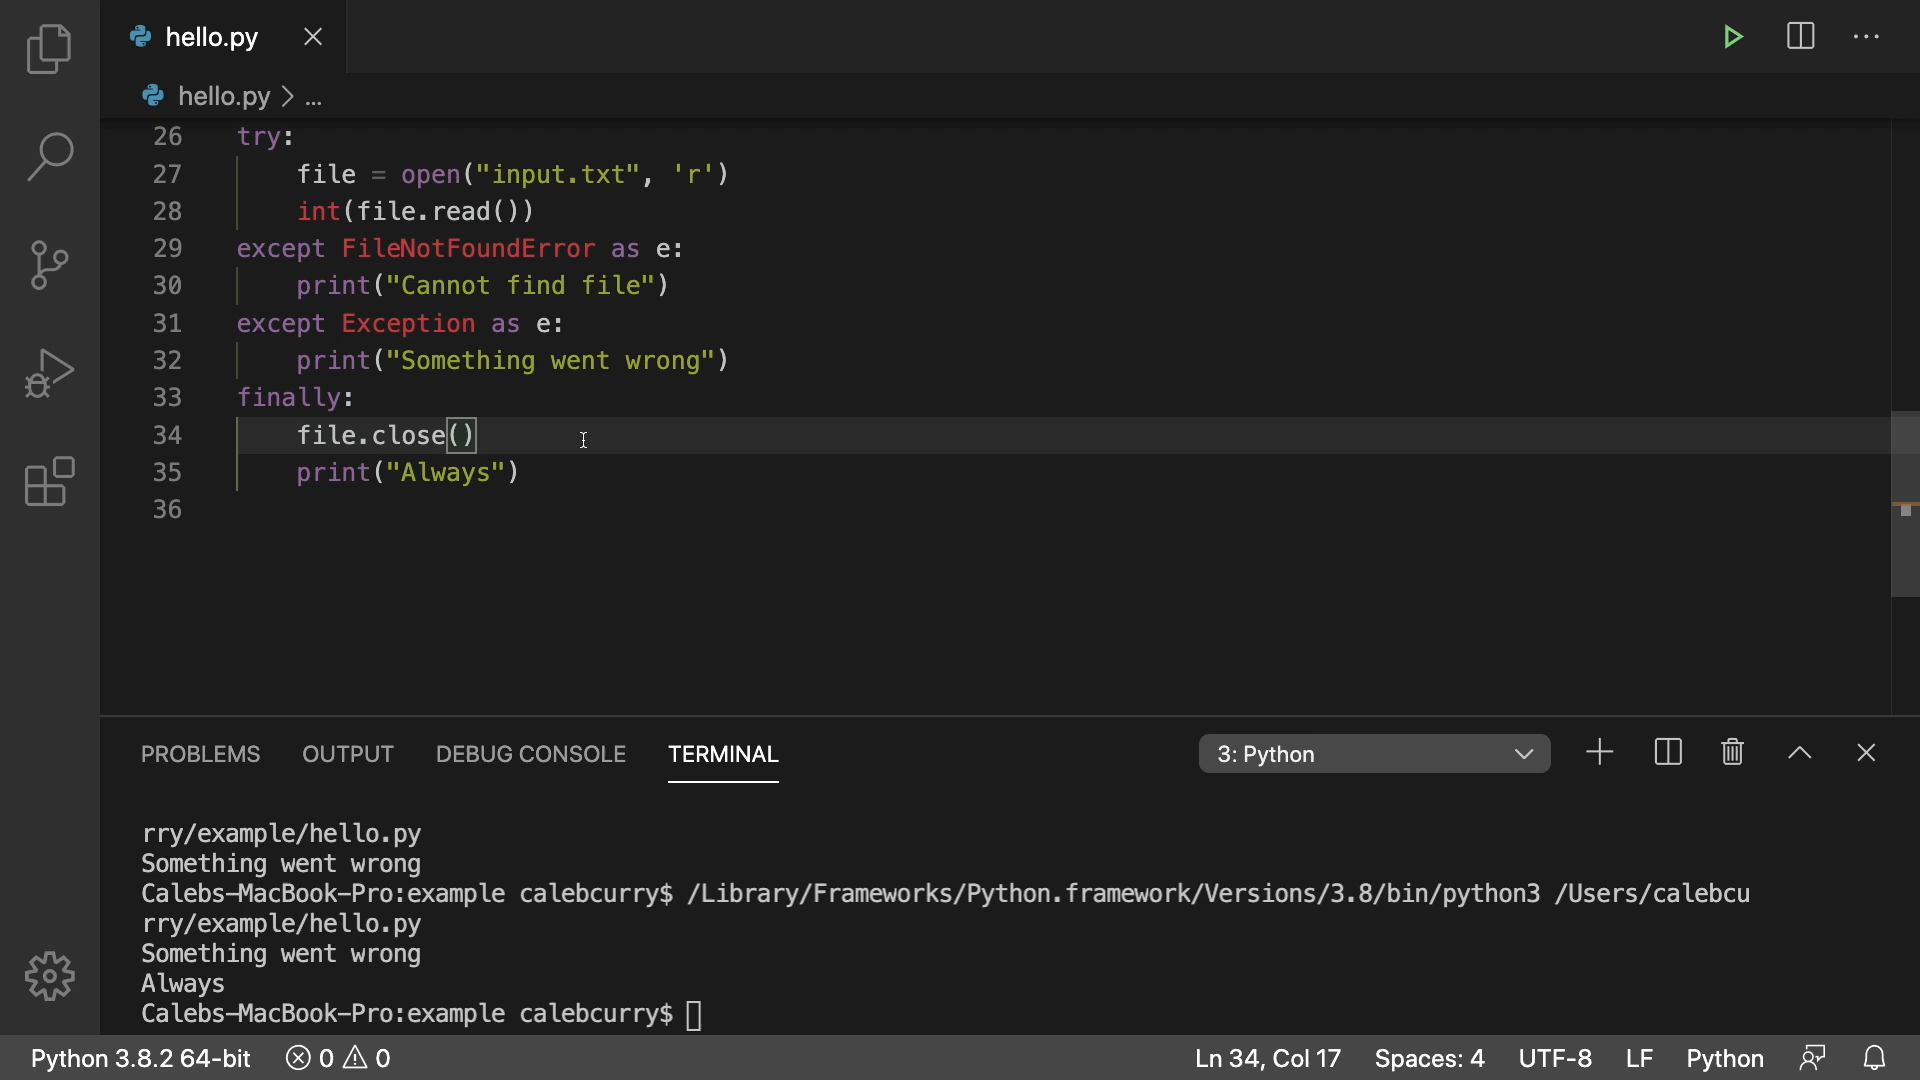 hello.py
hello.py > ...
26 try:
27 file = open("input.txt", 'r')
28 int(file.read())
29 except FileNotFoundError as e:
30 print("Cannot find file")
31 except Exception as e:
32 print("Something went wrong")
33 finally:
34 file.close()
35 print("Always")
36
PROBLEMS OUTPUT DEBUG CONSOLE TERMINAL 3: Python
rry/example/hello.py
Something went wrong
Calebs-MacBook-Pro:example calebcurry$ /Library/Frameworks/Python.framework/Versions/3.8/bin/python3 /Users/calebcu
rry/example/hello.py
Something went wrong
Always
Calebs-MacBook-Pro:example calebcurry$
Python 3.8.2 64-bit 0 0 Ln 34, Col 17 Spaces: 4 UTF-8 LF Python